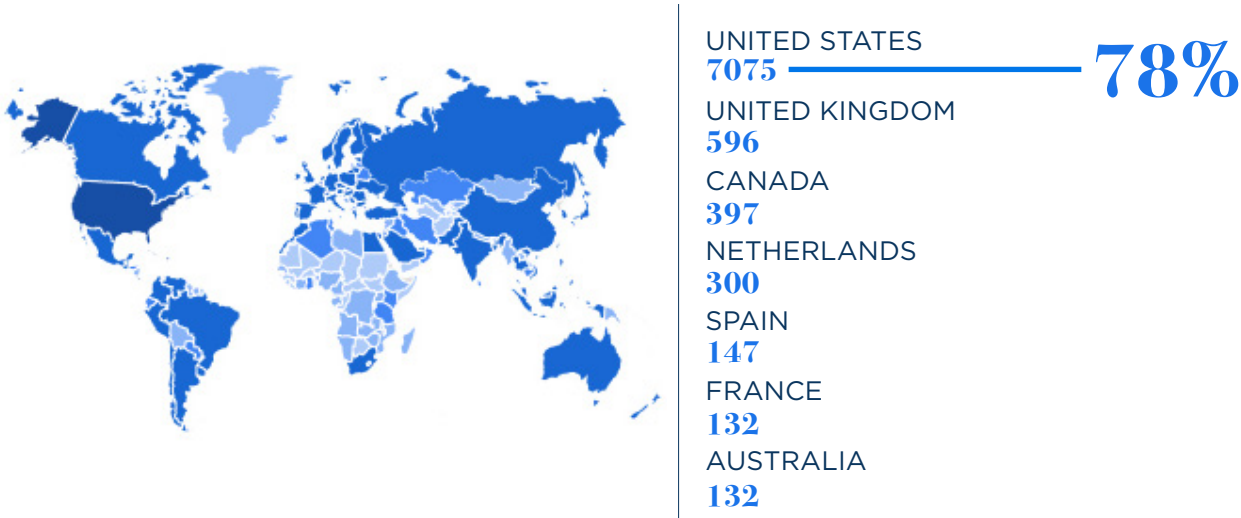 UNITED STATES
7075
78%
UNITED KINGDOM
596
CANADA
397
NETHERLANDS
300
SPAIN
147
FRANCE
132
AUSTRALIA
132